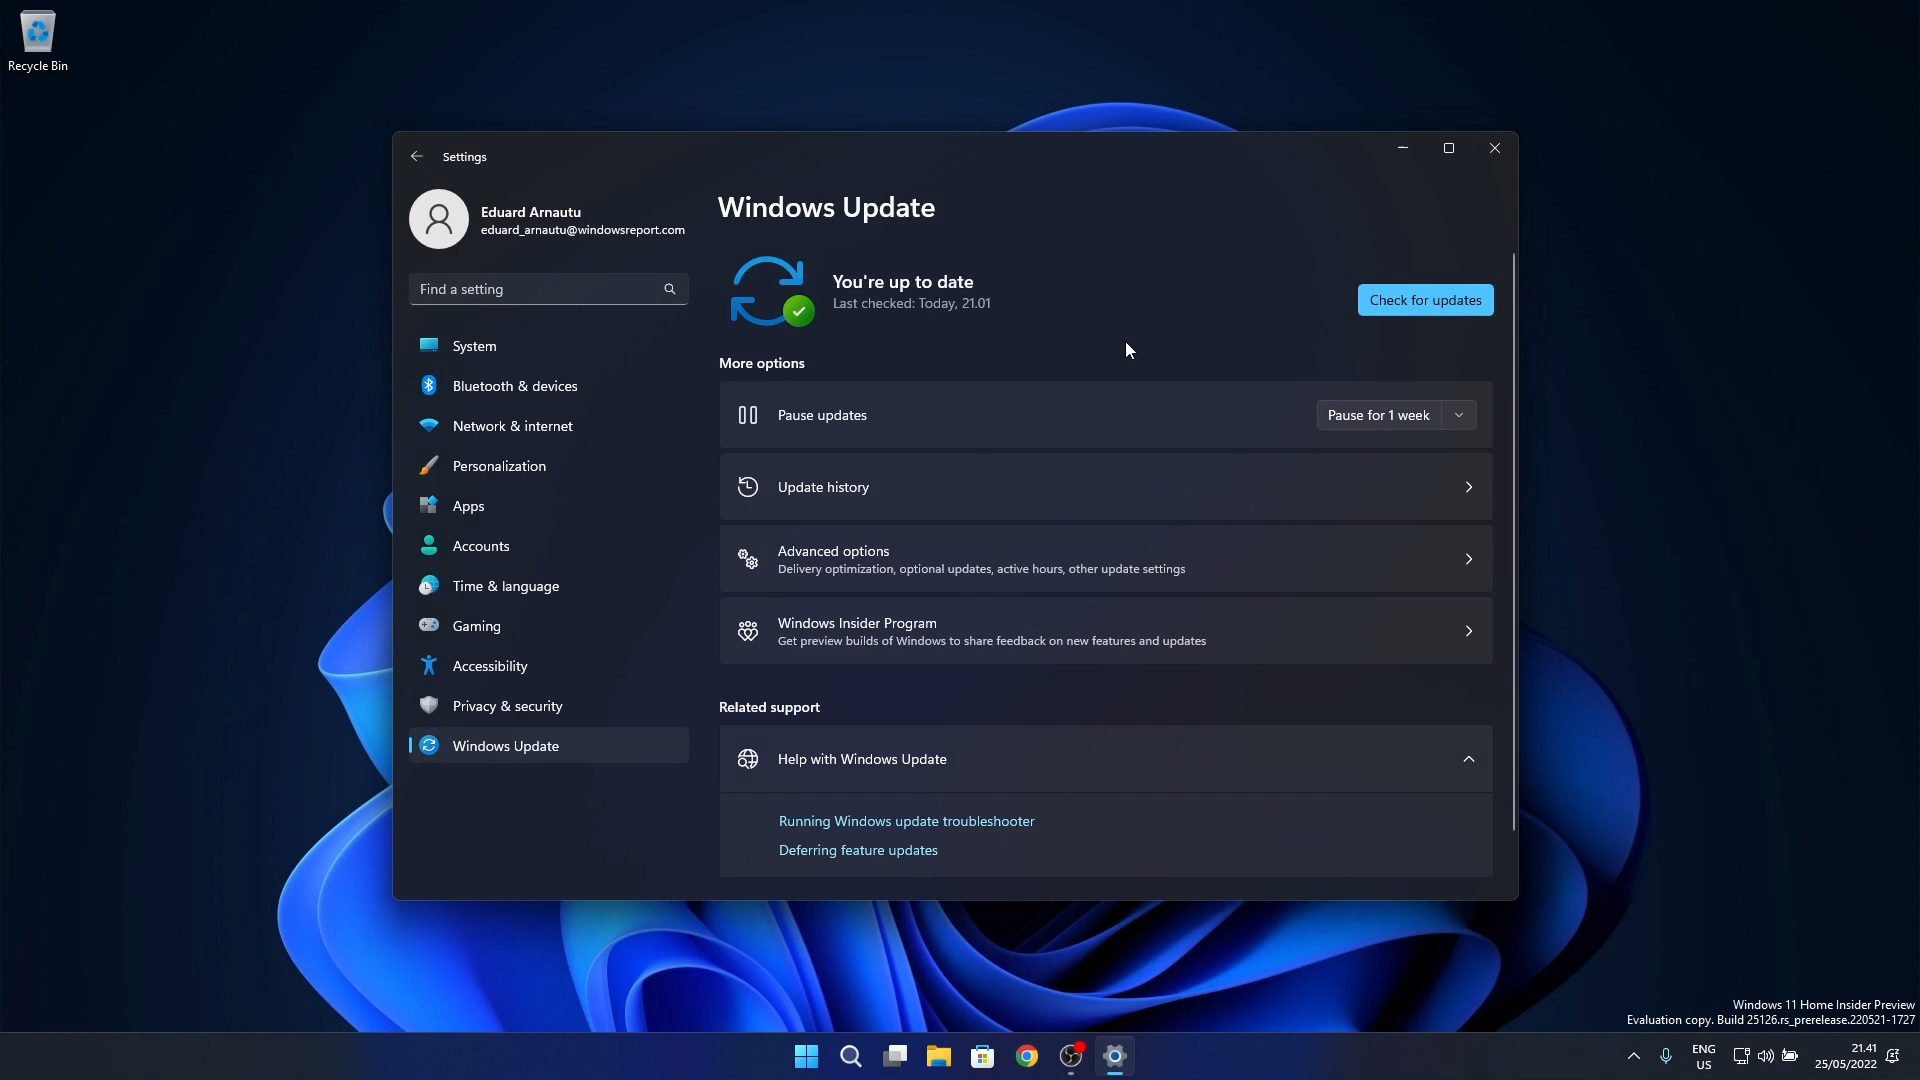 Recycle Bin
Settings
Eduard Arnautu
eduard_arnautu@windowsreport.com
Find a setting
System
Bluetooth & devices
Network & internet
Personalization
Apps
Accounts
Time & language
Gaming
Accessibility
Privacy & security
Windows Update
Windows Update
You're up to date
Last checked: Today, 21.01
Check for updates
More options
Pause updates
Pause for 1 week
Update history
Advanced options
Delivery optimization, optional updates, active hours, other update settings
Windows Insider Program
Get preview builds of Windows to share feedback on new features and updates
Related support
Help with Windows Update
Running Windows update troubleshooter
Deferring feature updates
Windows 11 Home Insider Preview
Evaluation copy. Build 25126.rs_prerelease.220521-1727
ENG
US
21.41
25/05/2022